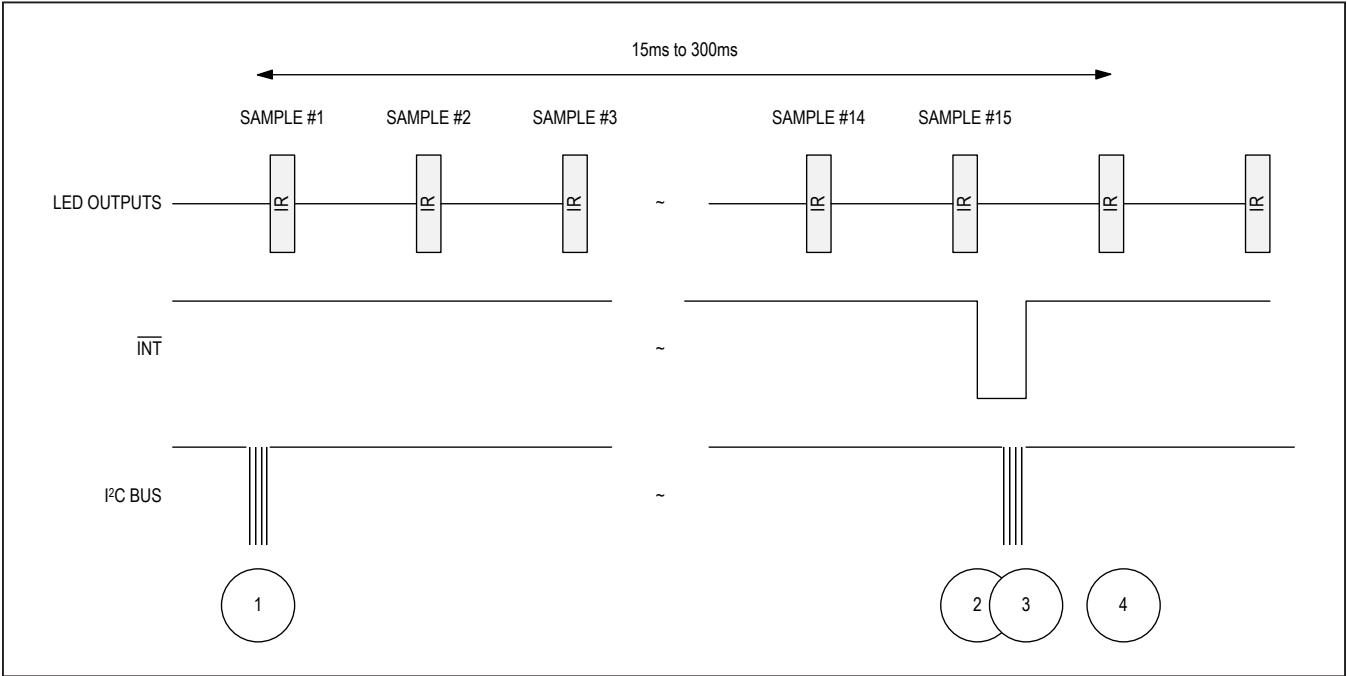 15ms to 300ms
SAMPLE #1 SAMPLE #2 SAMPLE #3 SAMPLE #14 SAMPLE #15
LED OUTPUTS IR IR IR ~ IR IR IR IR
INT ~
I²C BUS ~
1 2 3 4